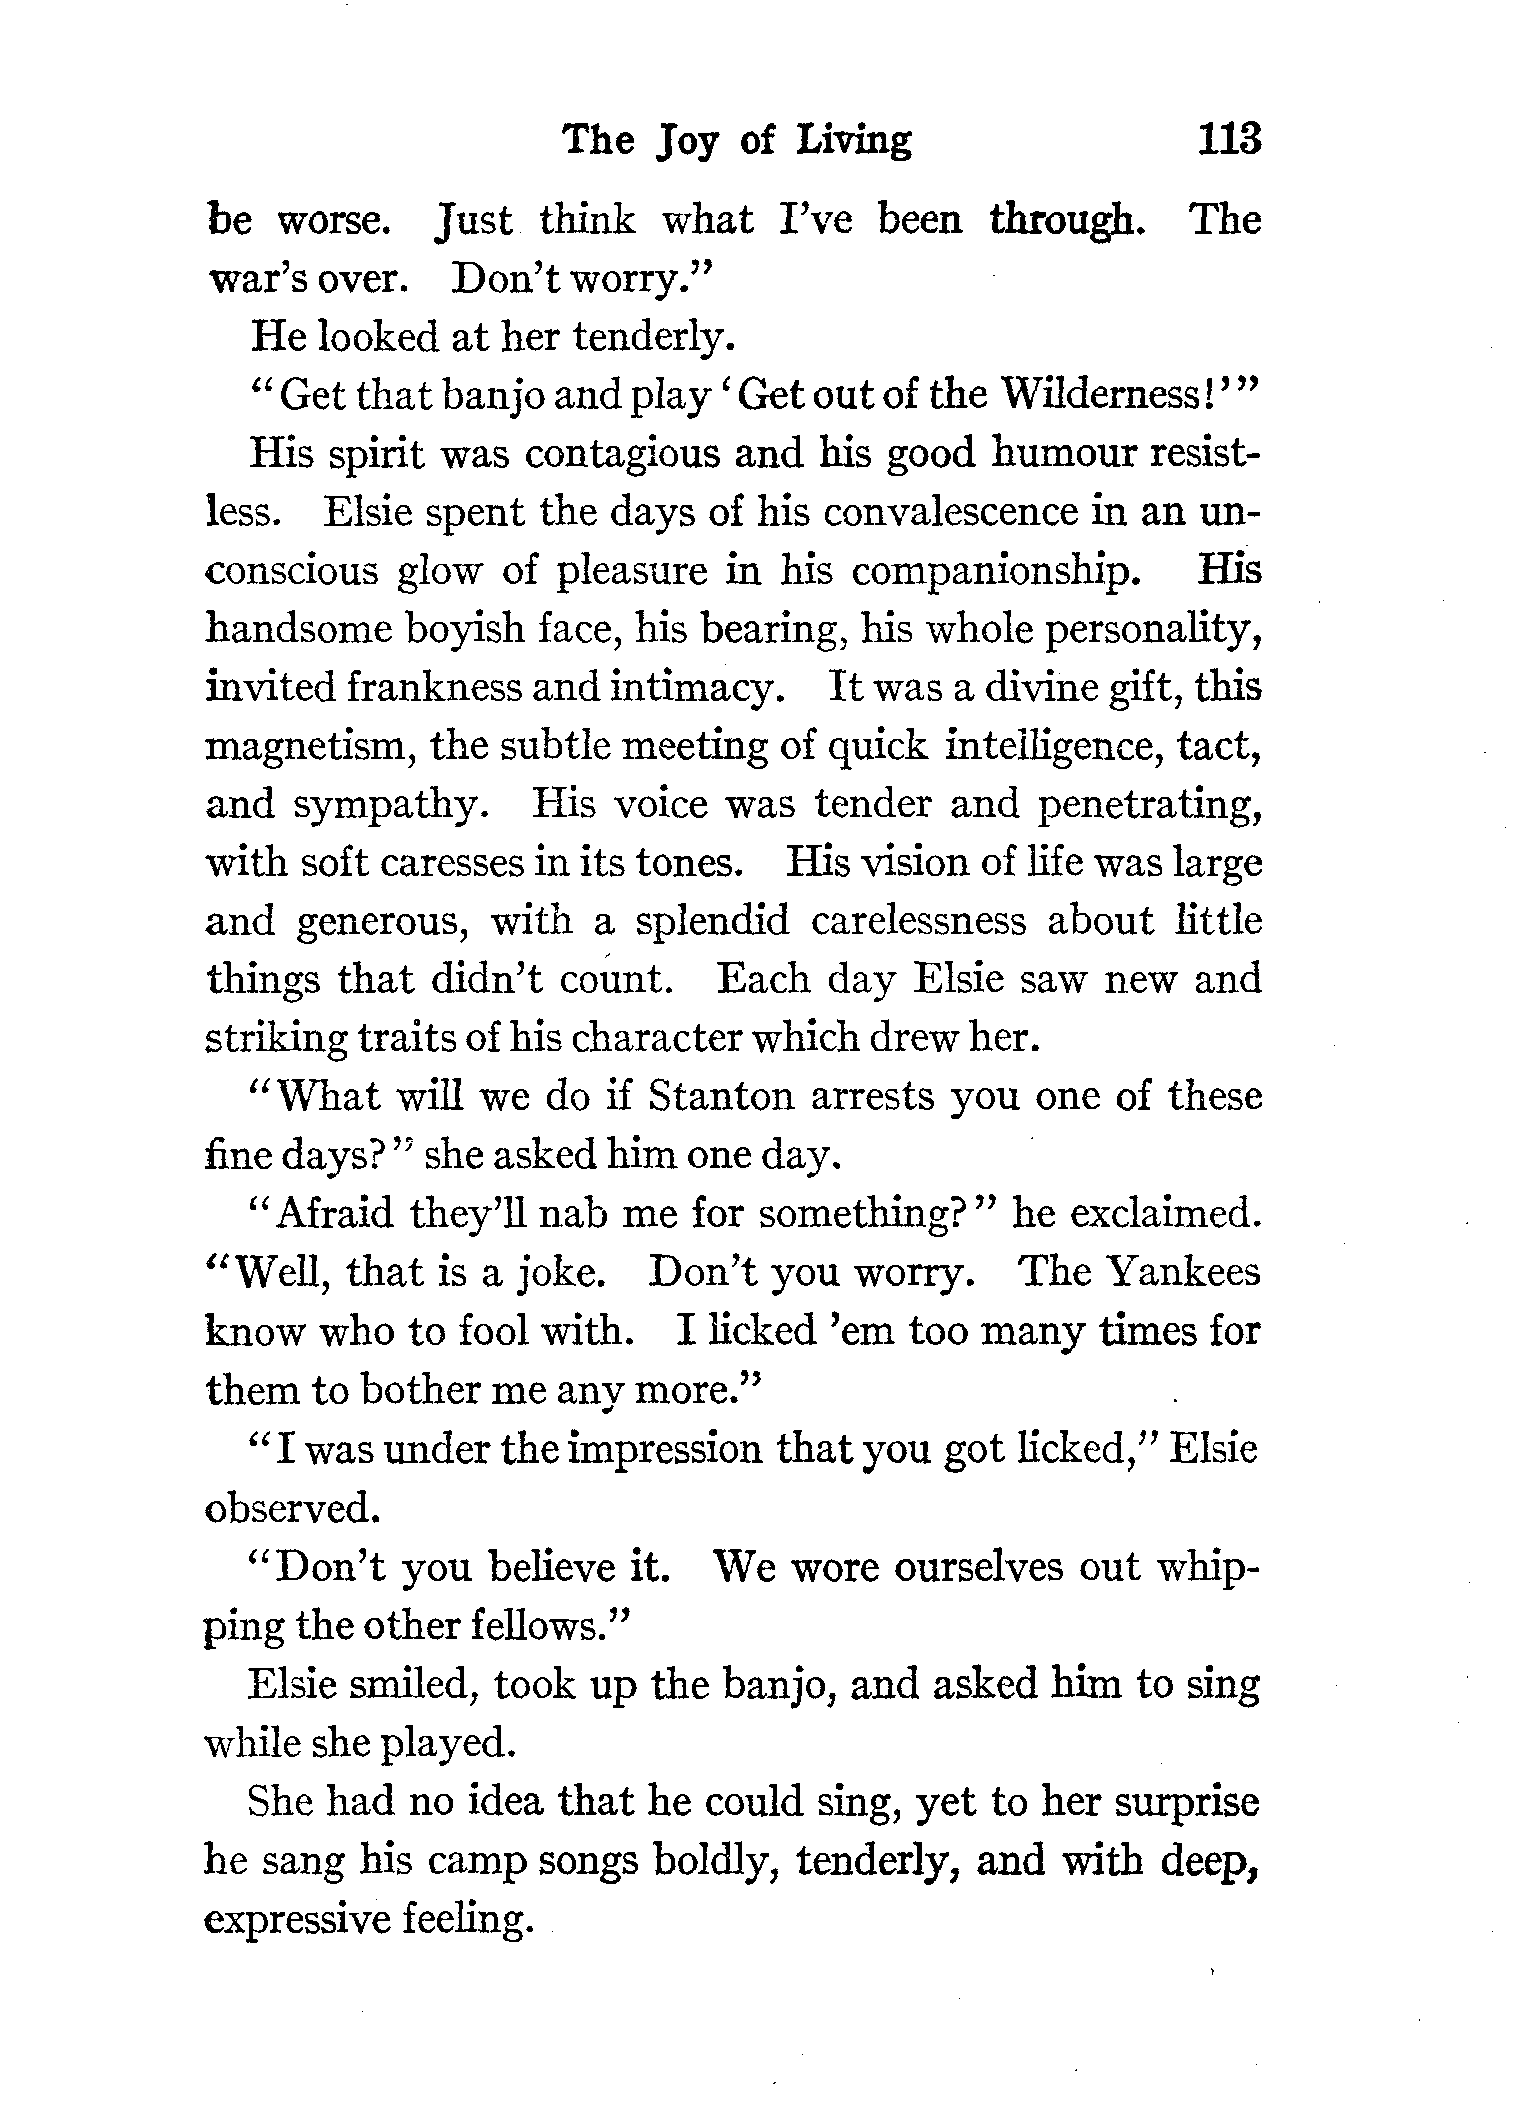 The Joy of Living 113
be worse. Just think what I've been through. The
war's over. Don't worry."
He looked at her tenderly.
"Get that banjo and play 'Get out of the Wilderness!'"
His spirit was contagious and his good humour resist-
less. Elsie spent the days of his convalescence in an un-
conscious glow of pleasure in his companionship. His
handsome boyish face, his bearing, his whole personality,
invited frankness and intimacy. It was a divine gift, this
magnetism, the subtle meeting of quick intelligence, tact,
and sympathy. His voice was tender and penetrating,
with soft caresses in its tones. His vision of life was large
and generous, with a splendid carelessness about little
things that didn't count. Each day Elsie saw new and
striking traits of his character which drew her.
"What will we do if Stanton arrests you one of these
fine days?" she asked him one day.
"Afraid they'll nab me for something?" he exclaimed.
"Well, that is a joke. Don't you worry. The Yankees
know who to fool with. I licked 'em too many times for
them to bother me any more."
"I was under the impression that you got licked," Elsie
observed.
"Don't you believe it. We wore ourselves out whip-
ping the other fellows."
Elsie smiled, took up the banjo, and asked him to sing
while she played.
She had no idea that he could sing, yet to her surprise
he sang his camp songs boldly, tenderly, and with deep,
expressive feeling.